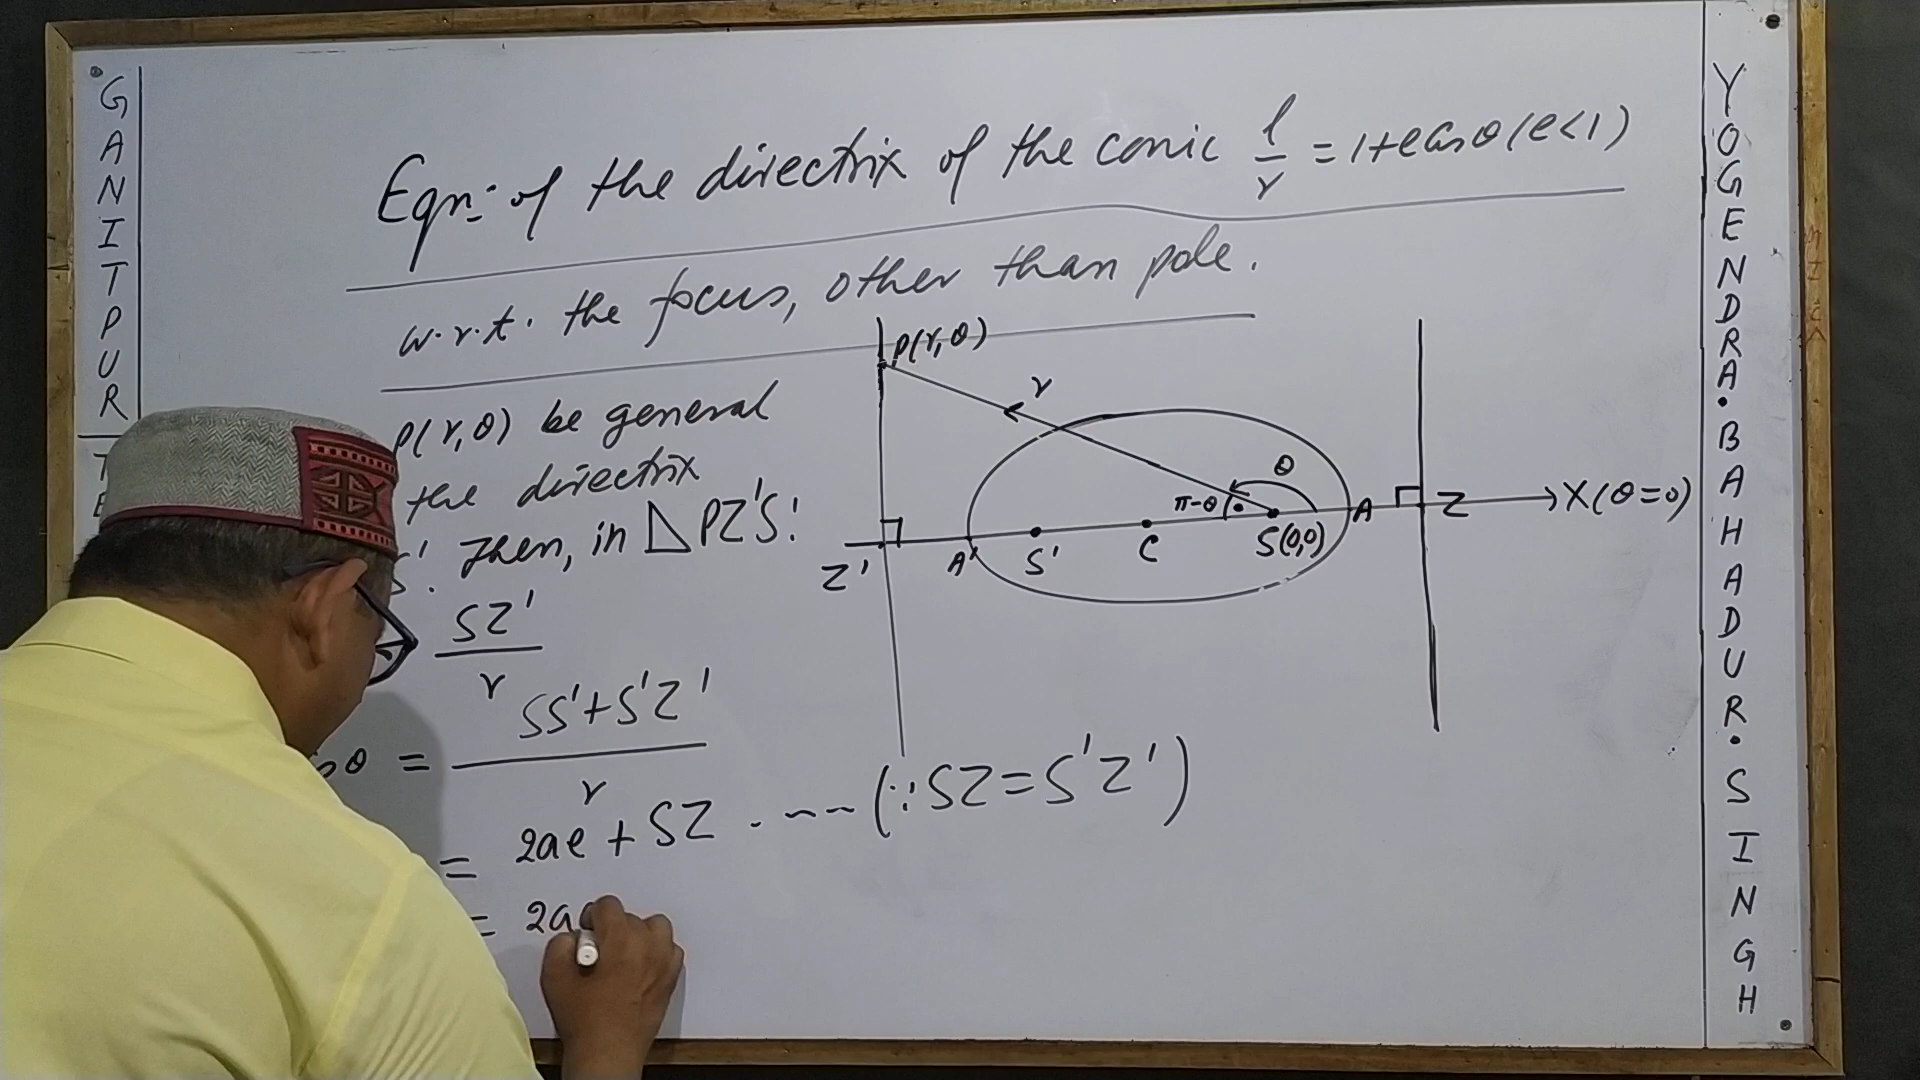 GANITPUR
Eqn: of the directrix of the conic l/r = 1+ecosθ (e<1)
w.r.t. the focus, other than pole.
P(r,θ) be general
the directrix
S'. Then, in △PZ'S:
SZ'/r
θ = (SS'+S'Z')/r
= 2ae + SZ . --- (∵ SZ = S'Z')
= 2a
P(r,θ)
r
θ
π-θ
Z'
A'
S'
C
S(0,0)
A
Z
X(θ=0)
YOGENDRA·BAHADUR·SINGH